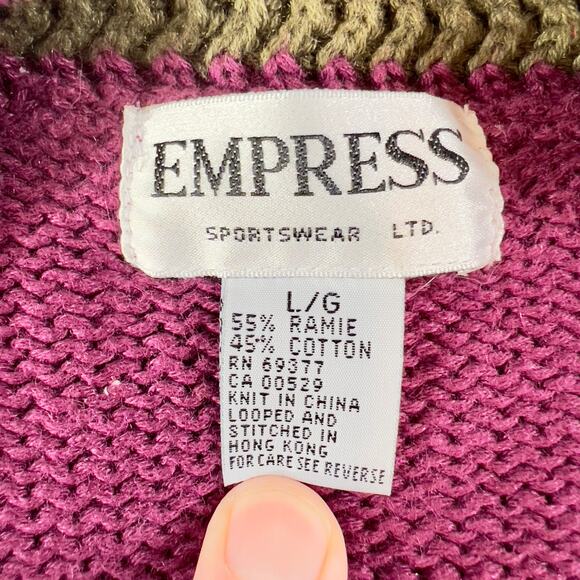 EMPRESS
SPORTSWEAR LTD.
L/G
55% RAMIE
45% COTTON
RN 69377
CA 00529
KNIT IN CHINA
LOOPED AND
STITCHED IN
HONG KONG
FOR CARE SEE REVERSE